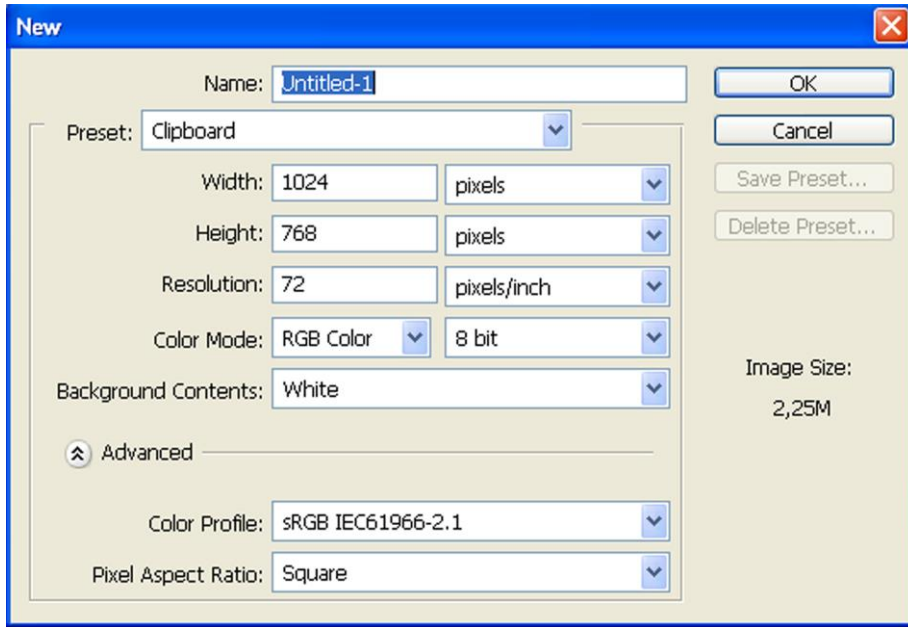 New
Name: Untitled-1
OK
Preset: Clipboard
Cancel
Width: 1024 pixels
Save Preset...
Height: 768 pixels
Delete Preset...
Resolution: 72 pixels/inch
Color Mode: RGB Color 8 bit
Image Size:
2,25M
Background Contents: White
Advanced
Color Profile: sRGB IEC61966-2.1
Pixel Aspect Ratio: Square